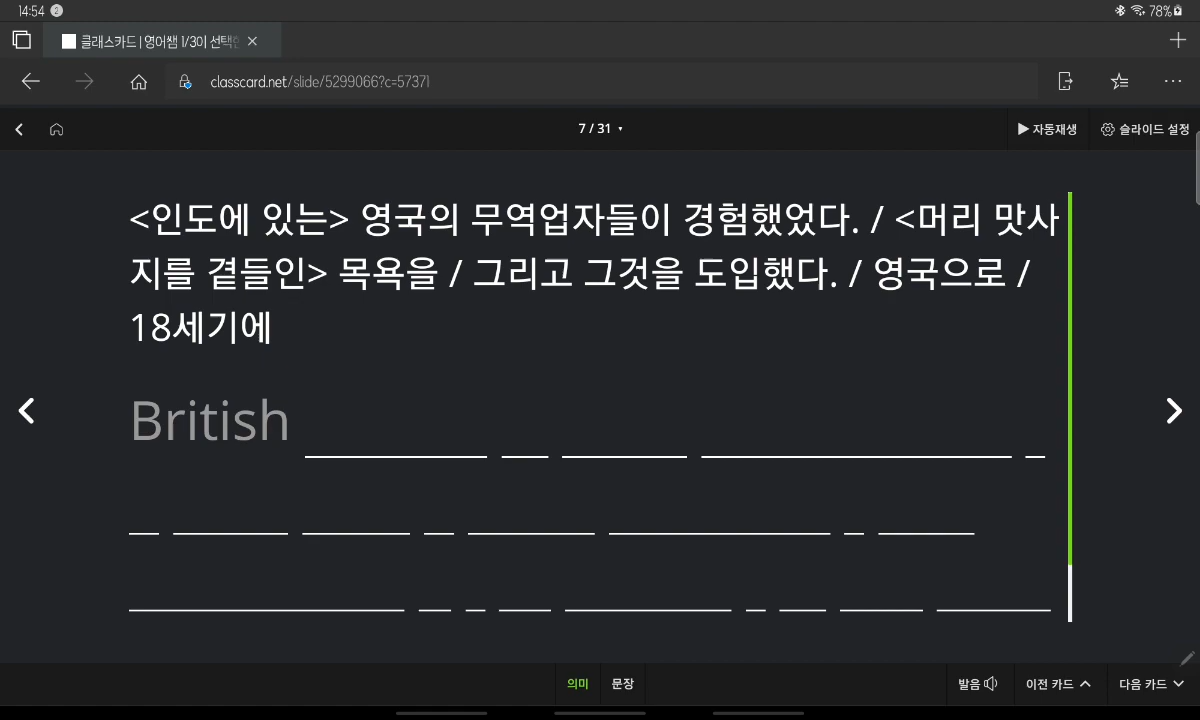 14:54 2
78%
클래스카드 | 영어쌤 1/3이 선택한
classcard.net/slide/5299066?c=57371
7 / 31
자동재생
슬라이드 설정
<인도에 있는> 영국의 무역업자들이 경험했었다. / <머리 맛사
지를 곁들인> 목욕을 / 그리고 그것을 도입했다. / 영국으로 /
18세기에
British
의미
문장
발음
이전 카드
다음 카드